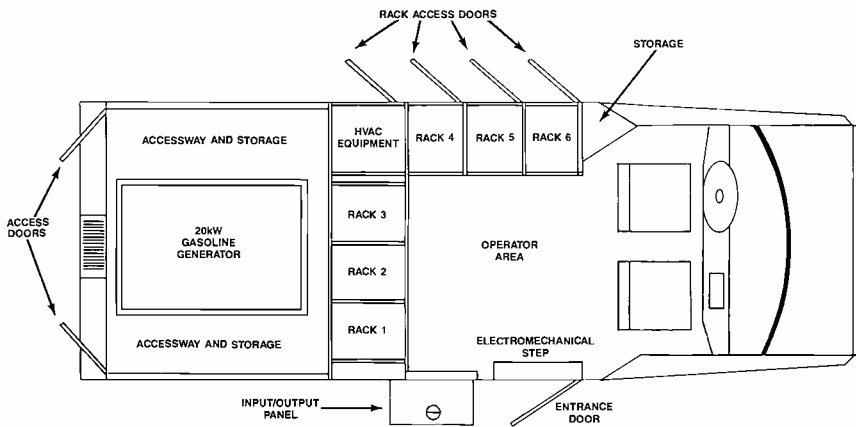 RACK ACCESS DOORS
STORAGE
ACCESSWAY AND STORAGE
HVAC
EQUIPMENT
RACK 4
RACK 5
RACK 6
RACK 3
ACCESS
DOORS
20kW
GASOLINE
GENERATOR
OPERATOR
AREA
RACK 2
RACK 1
ACCESSWAY AND STORAGE
ELECTROMECHANICAL
STEP
INPUT/OUTPUT
PANEL
ENTRANCE
DOOR